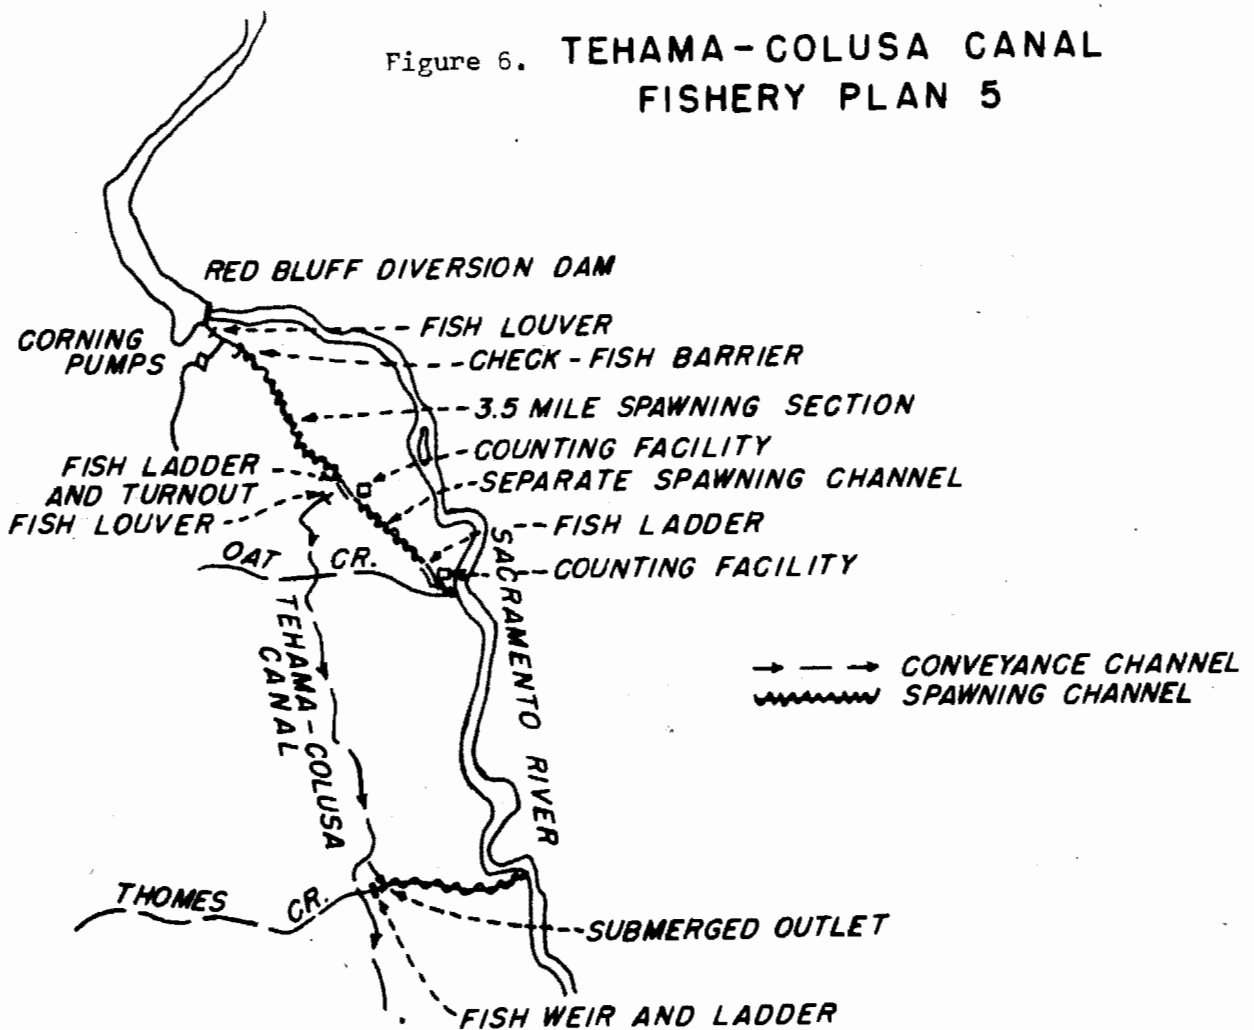 Figure 6. TEHAMA-COLUSA CANAL
FISHERY PLAN 5
RED BLUFF DIVERSION DAM
CORNING
PUMPS
FISH LOUVER
CHECK-FISH BARRIER
3.5 MILE SPAWNING SECTION
COUNTING FACILITY
FISH LADDER
AND TURNOUT
SEPARATE SPAWNING CHANNEL
FISH LOUVER
FISH LADDER
OAT CR.
COUNTING FACILITY
SACRAMENTO RIVER
TEHAMA-COLUSA
CANAL
CONVEYANCE CHANNEL
SPAWNING CHANNEL
THOMES CR.
SUBMERGED OUTLET
FISH WEIR AND LADDER